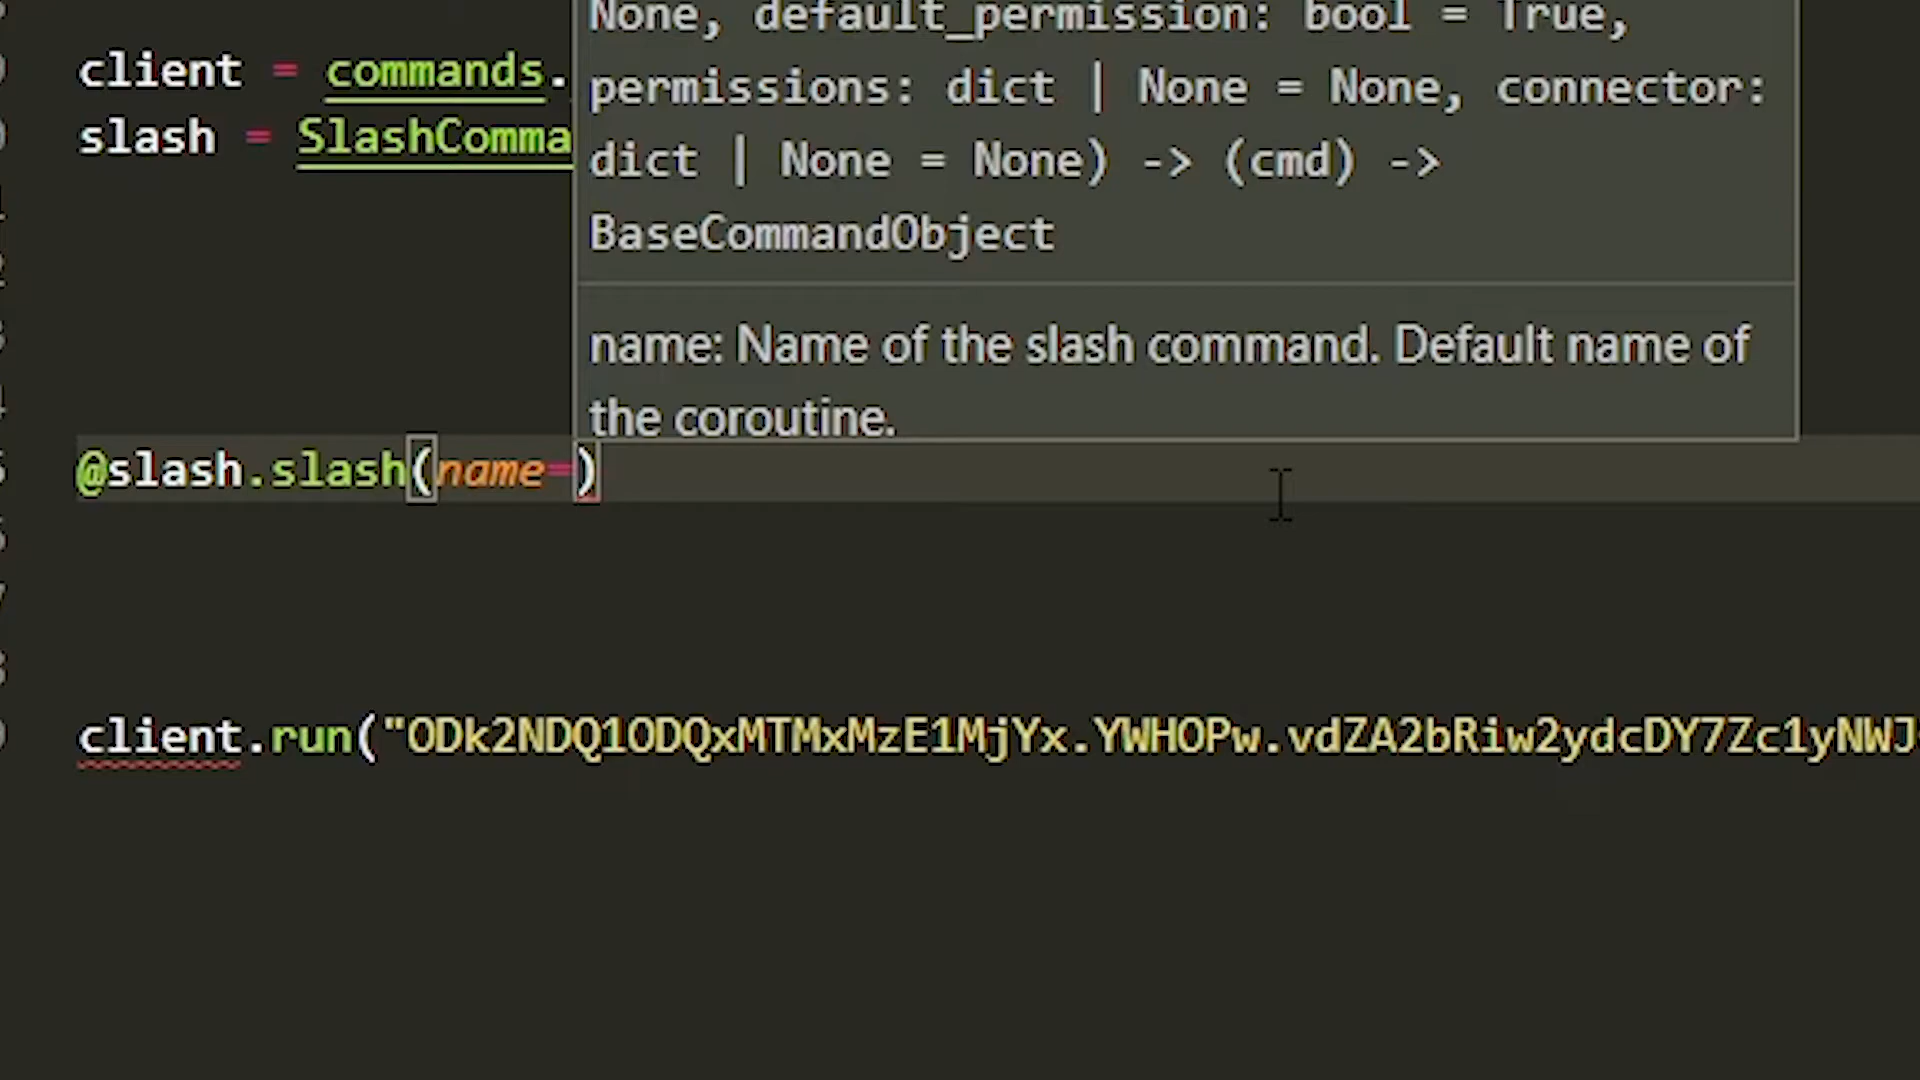 None, default_permission: bool = True,
permissions: dict | None = None, connector:
dict | None = None) -> (cmd) ->
BaseCommandObject
name: Name of the slash command. Default name of
the coroutine.
client = commands.
slash = SlashComma
@slash.slash(name=)
client.run("ODk2NDQ1ODQxMTMxMzE1MjYx.YWHOPw.vdZA2bRiw2ydcDY7Zc1yNWJ